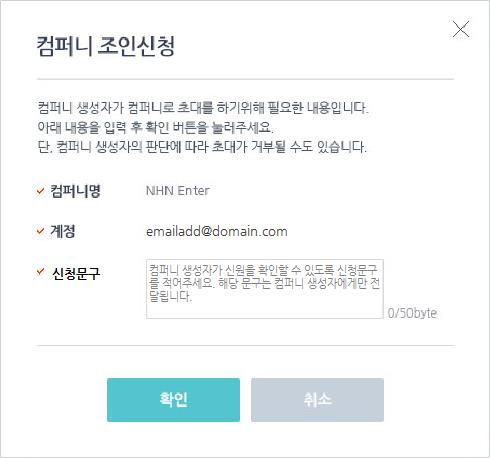 컴퍼니 조인신청
컴퍼니 생성자가 컴퍼니로 초대를 하기위해 필요한 내용입니다.
아래 내용을 입력 후 확인 버튼을 눌러주세요.
단, 컴퍼니 생성자의 판단에 따라 초대가 거부될 수도 있습니다.
컴퍼니명 NHN Enter
계정 emailadd@domain.com
신청문구 컴퍼니 생성자가 신원을 확인할 수 있도록 신청문구
를 적어주세요. 해당 문구는 컴퍼니 생성자에게만 전
달됩니다.
0/50byte
확인 취소